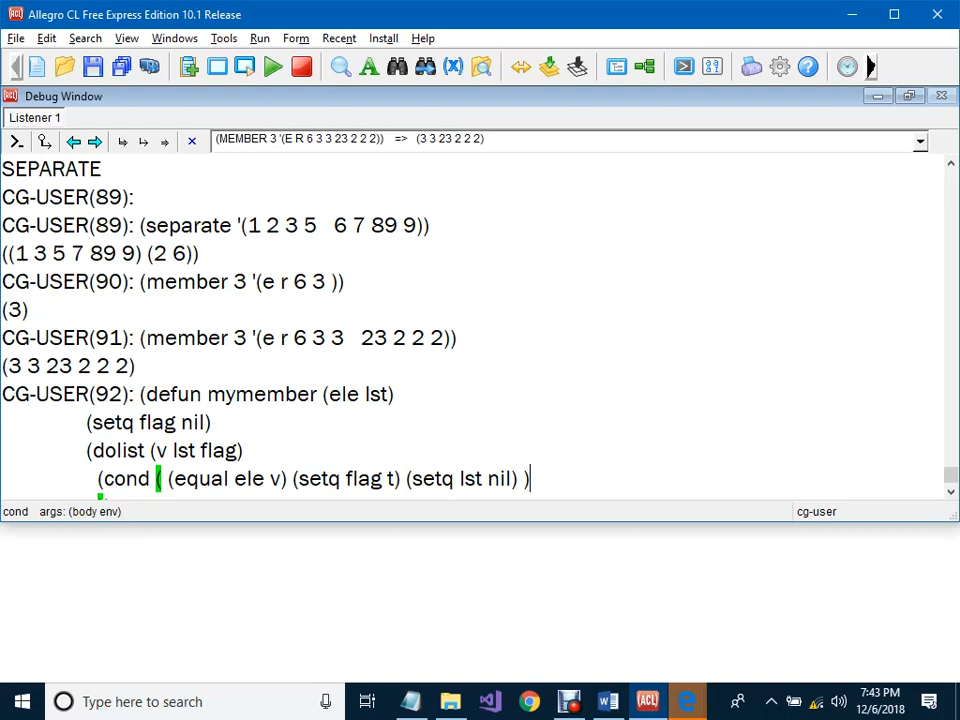 Allegro CL Free Express Edition 10.1 Release
File Edit Search View Windows Tools Run Form Recent Install Help
Debug Window
Listener 1
(MEMBER 3 '(E R 6 3 3 23 2 2 2)) => (3 3 23 2 2 2)
SEPARATE
CG-USER(89):
CG-USER(89): (separate '(1 2 3 5 6 7 89 9))
((1 3 5 7 89 9) (2 6))
CG-USER(90): (member 3 '(e r 6 3 ))
(3)
CG-USER(91): (member 3 '(e r 6 3 3 23 2 2 2))
(3 3 23 2 2 2)
CG-USER(92): (defun mymember (ele lst)
(setq flag nil)
(dolist (v lst flag)
(cond ( (equal ele v) (setq flag t) (setq lst nil) )
cond args: (body env) cg-user
Type here to search
7:43 PM
12/6/2018